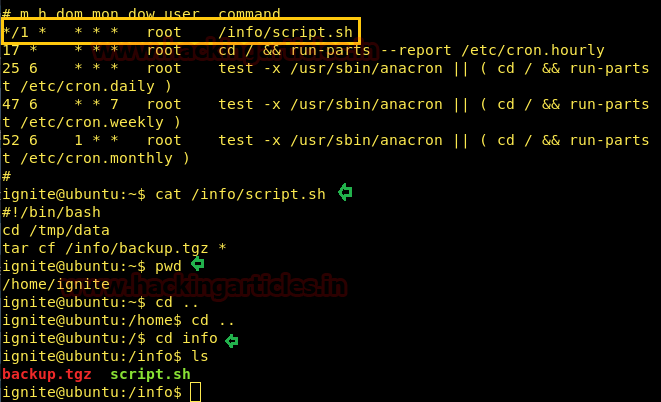 # m h dom mon dow user  command
*/1 *   * * *   root    /info/script.sh
17 *    * * *   root    cd / && run-parts --report /etc/cron.hourly
25 6    * * *   root    test -x /usr/sbin/anacron || ( cd / && run-parts
t /etc/cron.daily )
47 6    * * 7   root    test -x /usr/sbin/anacron || ( cd / && run-parts
t /etc/cron.weekly )
52 6    1 * *   root    test -x /usr/sbin/anacron || ( cd / && run-parts
t /etc/cron.monthly )
#
ignite@ubuntu:~$ cat /info/script.sh
#!/bin/bash
cd /tmp/data
tar cf /info/backup.tgz *
ignite@ubuntu:~$ pwd
/home/ignite
www.hackingarticles.in
ignite@ubuntu:~$ cd ..
ignite@ubuntu:/home$ cd ..
ignite@ubuntu:/$ cd info
ignite@ubuntu:/info$ ls
backup.tgz  script.sh
ignite@ubuntu:/info$